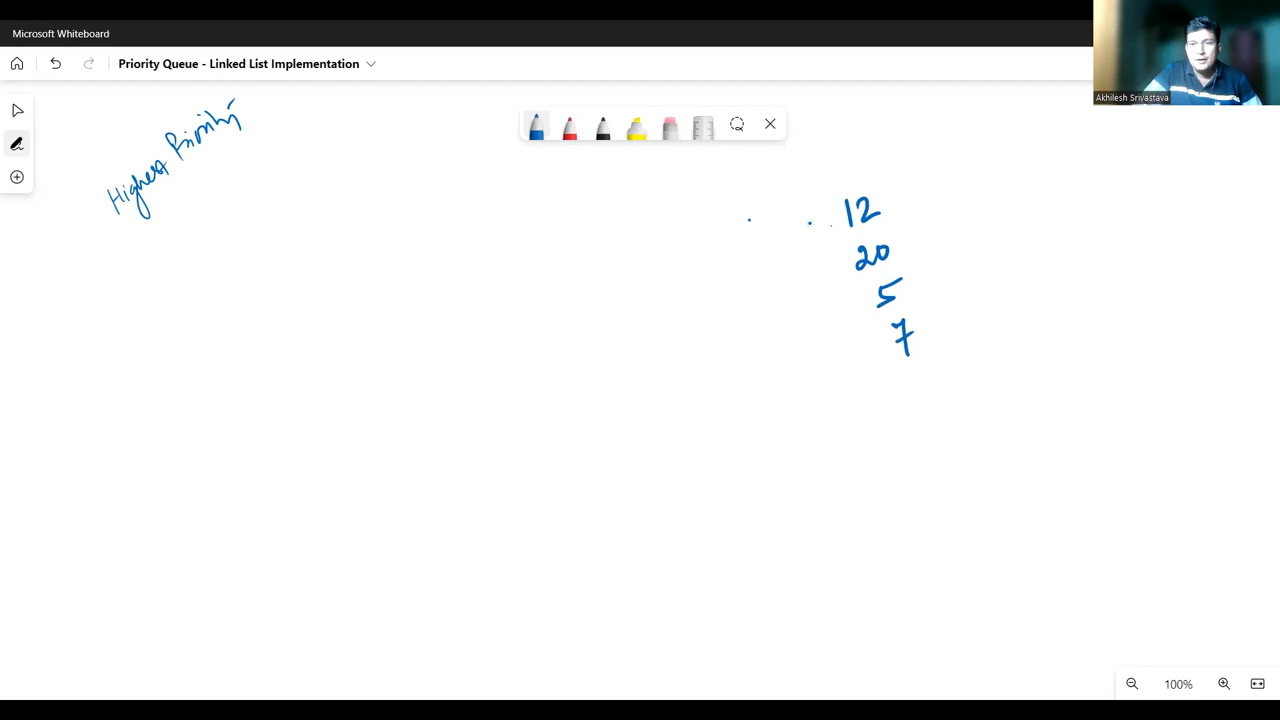 Microsoft Whiteboard
Priority Queue - Linked List Implementation
Akhilesh Srivastava
Highest Priority
12
20
5
7
100%